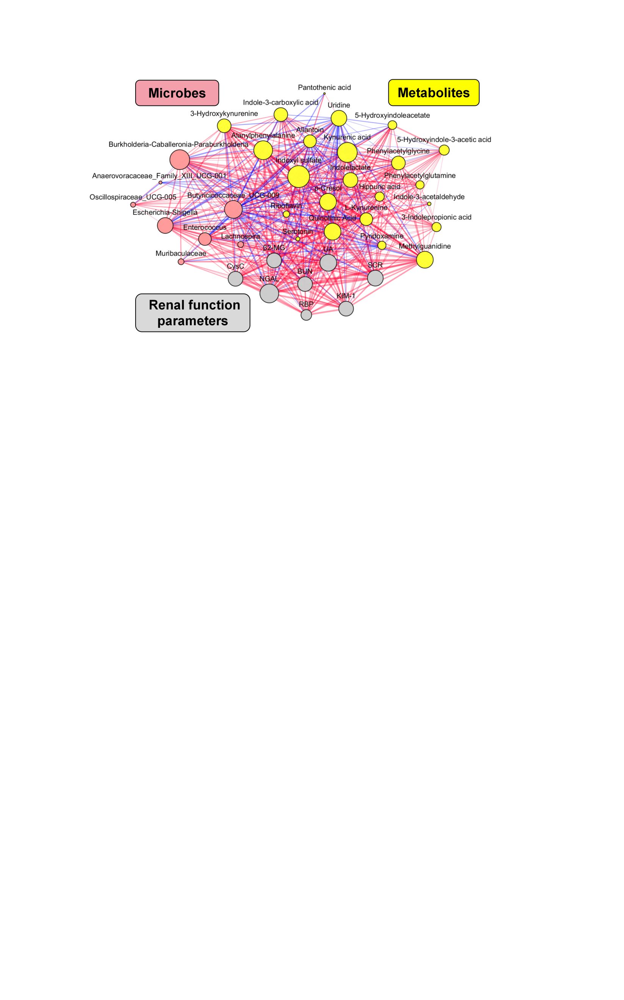 Microbes
Metabolites
Pantothenic acid
Indole-3-carboxylic acid
Uridine
3-Hydroxykynurenine
5-Hydroxyindoleacetate
Allantoin
Alanylphenylalanine
Kynurenic acid
5-Hydroxyindole-3-acetic acid
Burkholderia-Caballeronia-Paraburkholderia
Phenylacetylglycine
Indoxyl sulfate
Indolelactate
Anaerovoracaceae_Family_XIII_UCG-001
Phenylacetylglutamine
p-Cresol
Hippuric acid
Oscillospiraceae_UCG-005
Butyricicoccaceae_UCG-009
Indole-3-acetaldehyde
Riboflavin
L-Kynurenine
Escherichia-Shigella
Quinolinic Acid
3-Indolepropionic acid
Enterococcus
Lachnospira
Serotonin
Pyridoxamine
Methylguanidine
Muribaculaceae
β2-MG
UA
CysC
SCR
BUN
NGAL
KIM-1
RBP
Renal function
parameters